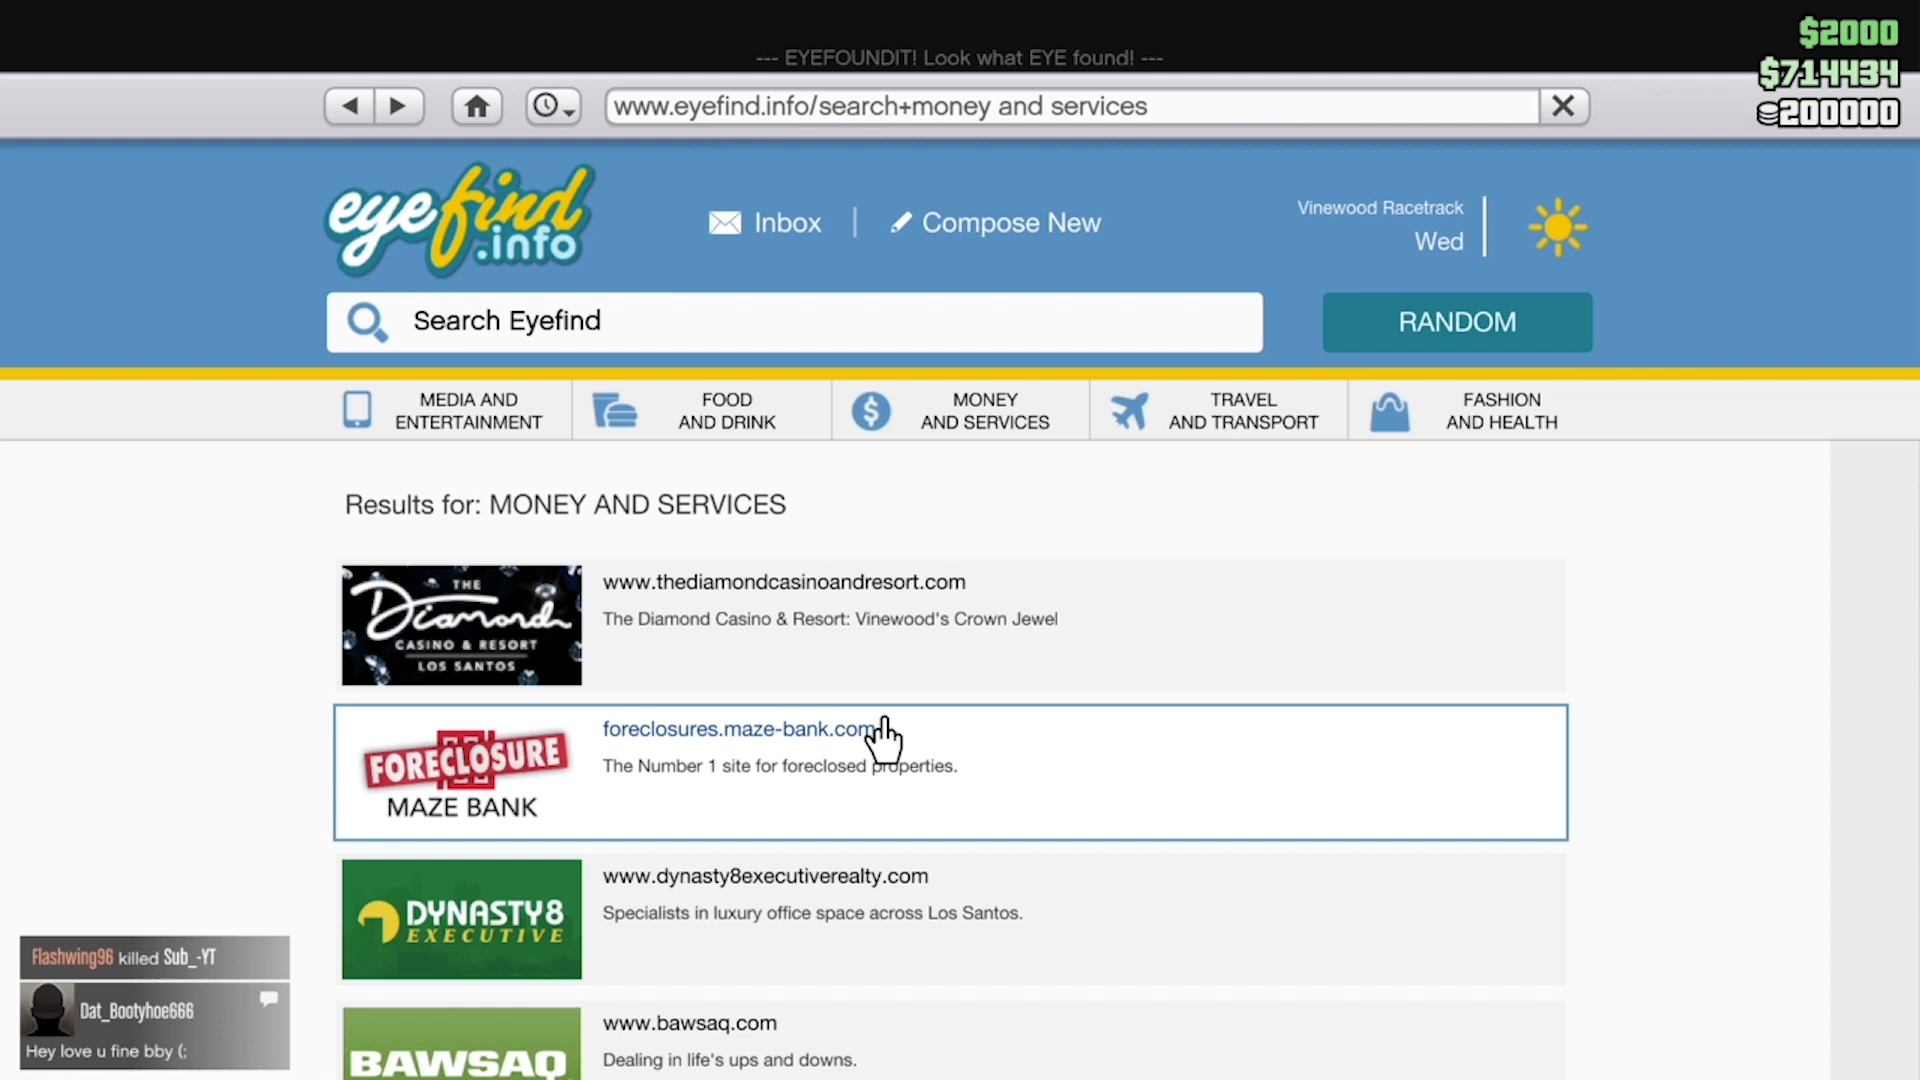 $2000
--- EYEFOUNDIT! Look what EYE found! ---
$714434
www.eyefind.info/search+money and services
200000
eyefind
.info
Inbox
Compose New
Vinewood Racetrack
Wed
Search Eyefind
RANDOM
MEDIA AND
ENTERTAINMENT
FOOD
AND DRINK
MONEY
AND SERVICES
TRAVEL
AND TRANSPORT
FASHION
AND HEALTH
Results for: MONEY AND SERVICES
THE
Diamond
CASINO & RESORT
LOS SANTOS
www.thediamondcasinoandresort.com
The Diamond Casino & Resort: Vinewood's Crown Jewel
FORECLOSURE
MAZE BANK
foreclosures.maze-bank.com
The Number 1 site for foreclosed properties.
DYNASTY8
EXECUTIVE
www.dynasty8executiverealty.com
Specialists in luxury office space across Los Santos.
BAWSAQ
www.bawsaq.com
Dealing in life's ups and downs.
Flashwing96 killed Sub_-YT
Dat_Bootyhoe666
Hey love u fine bby (;